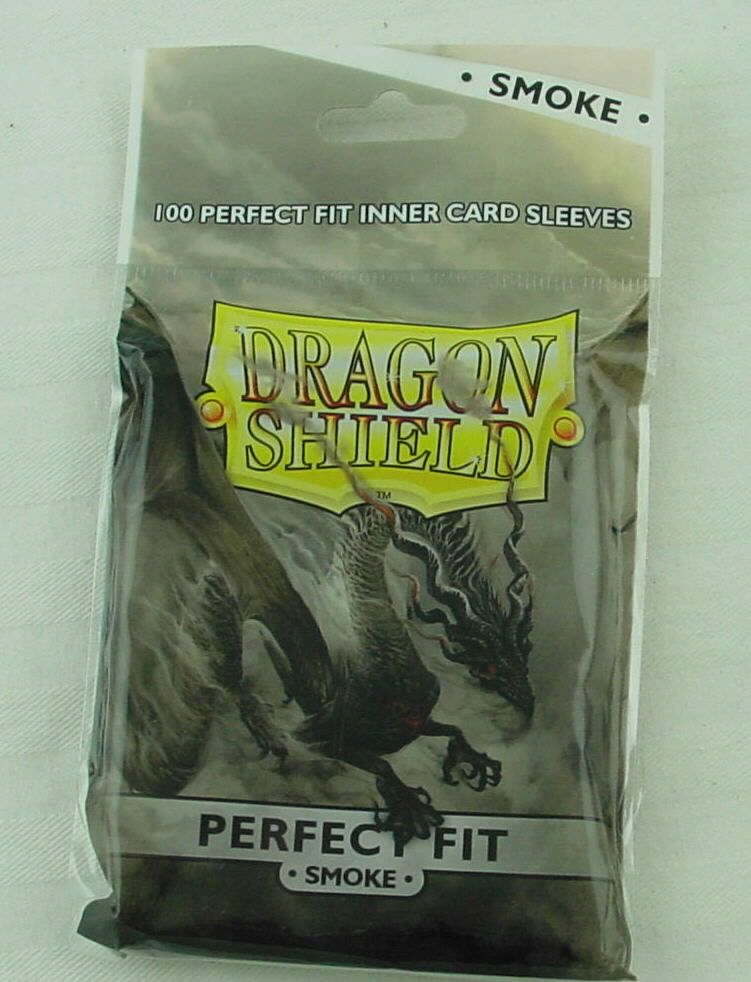 • SMOKE •
100 PERFECT FIT INNER CARD SLEEVES
DRAGON
SHIELD
TM
PERFECT FIT
• SMOKE •